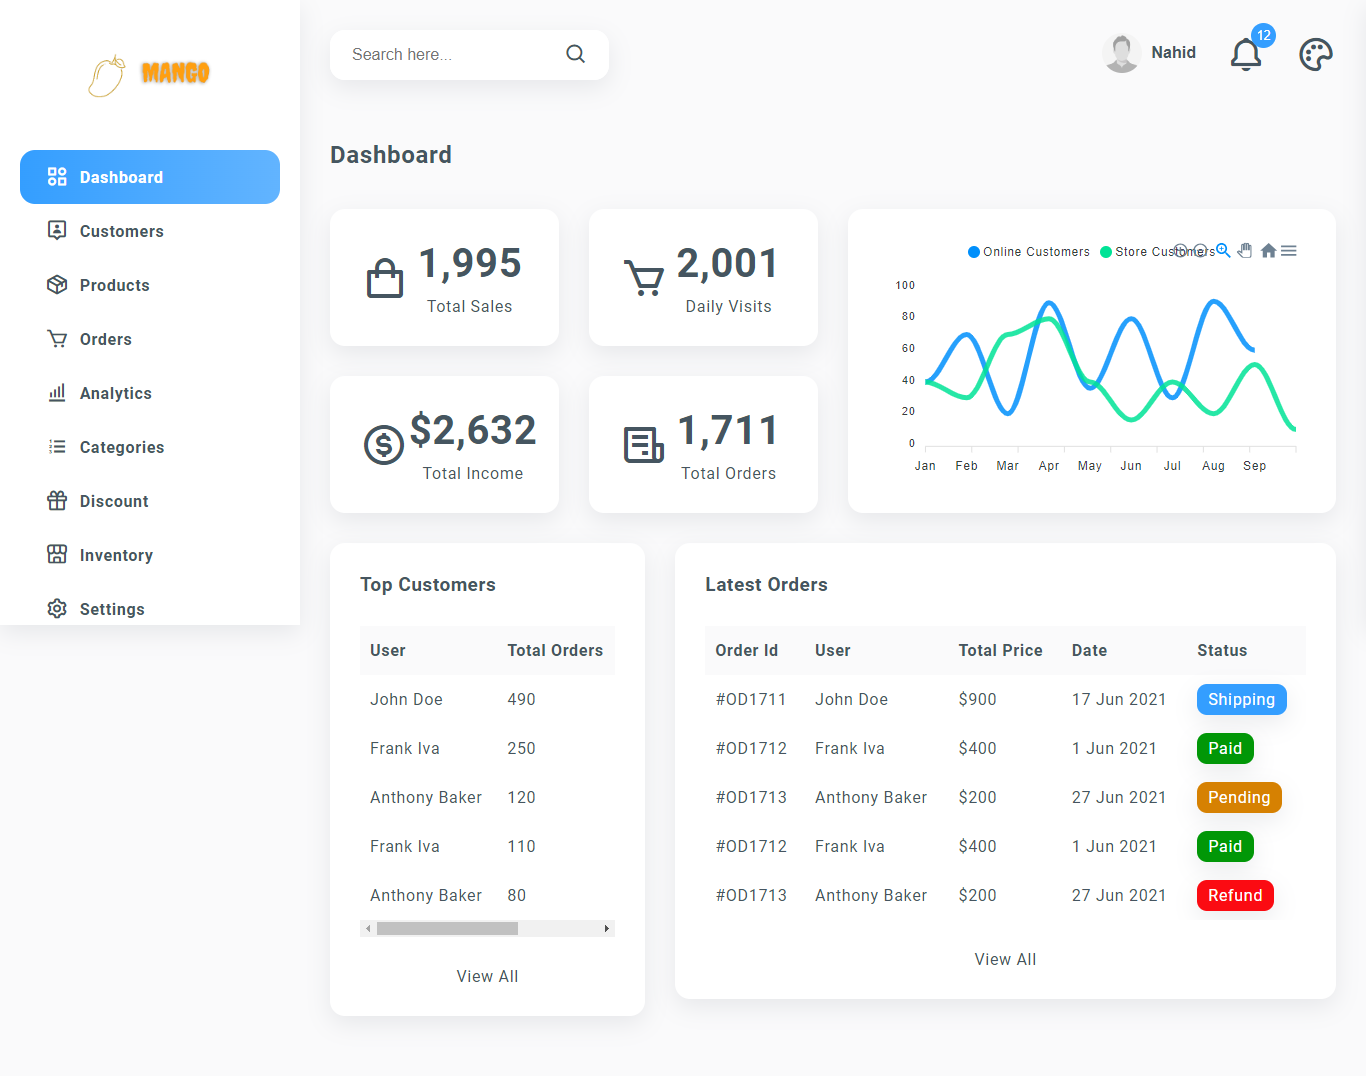 MANGO
Search here...
Nahid
12
Dashboard
Customers
Products
Orders
Analytics
Categories
Discount
Inventory
Settings
Dashboard
1,995
Total Sales
2,001
Daily Visits
$2,632
Total Income
1,711
Total Orders
Online Customers Store Customers
100
80
60
40
20
0
Jan Feb Mar Apr May Jun Jul Aug Sep
Top Customers
User Total Orders
John Doe 490
Frank Iva 250
Anthony Baker 120
Frank Iva 110
Anthony Baker 80
View All
Latest Orders
Order Id User Total Price Date Status
#OD1711 John Doe $900 17 Jun 2021 Shipping
#OD1712 Frank Iva $400 1 Jun 2021 Paid
#OD1713 Anthony Baker $200 27 Jun 2021 Pending
#OD1712 Frank Iva $400 1 Jun 2021 Paid
#OD1713 Anthony Baker $200 27 Jun 2021 Refund
View All